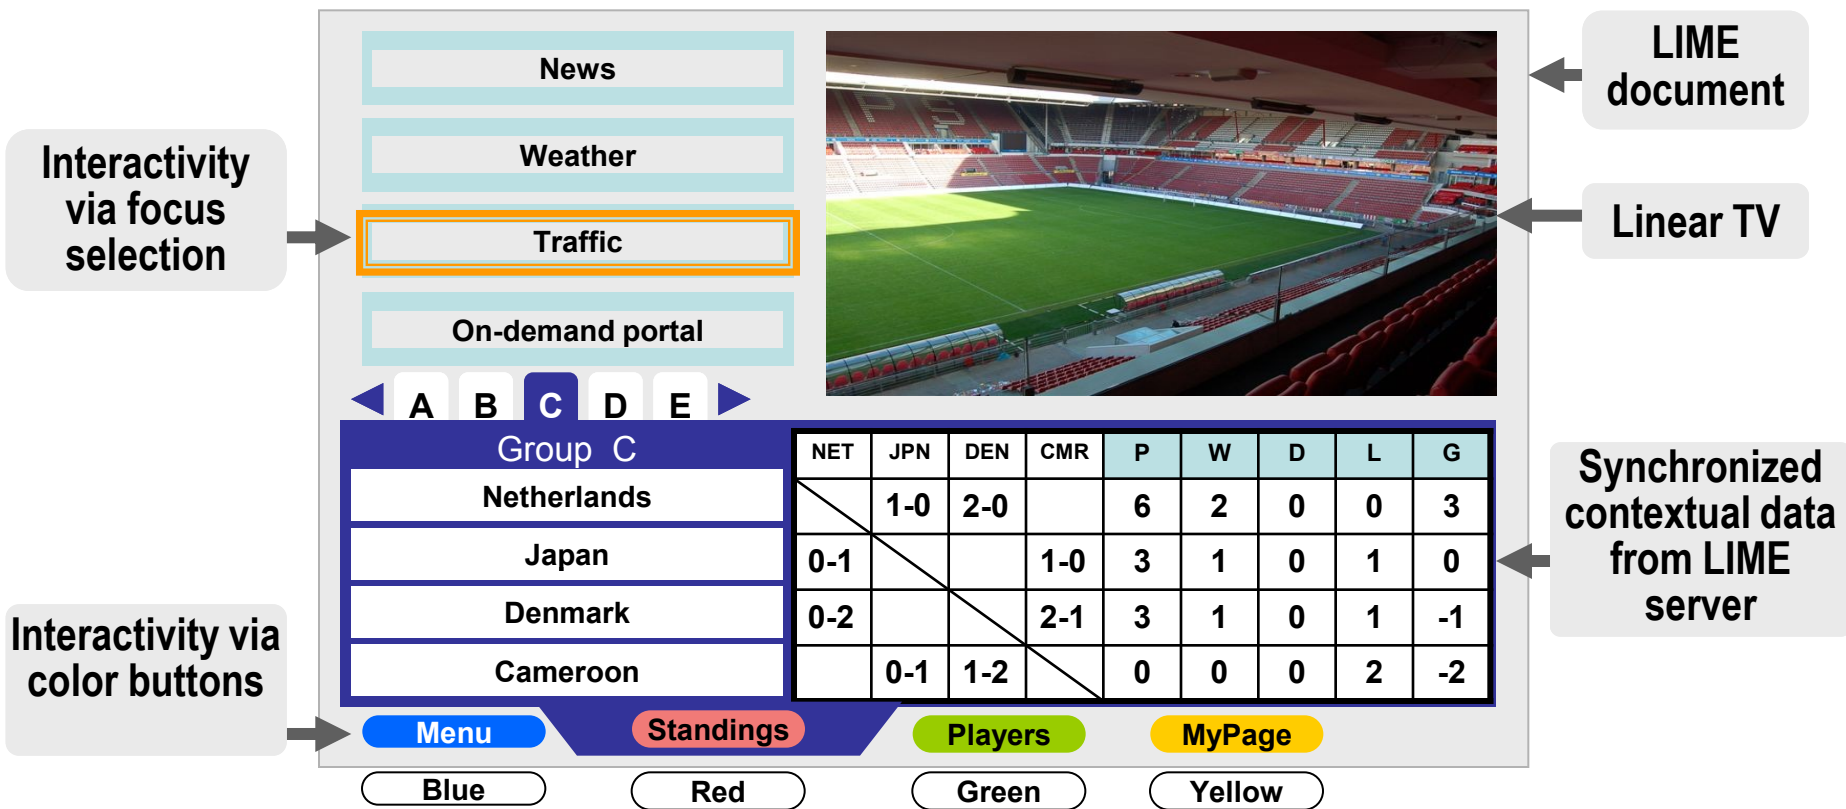 News
Weather
Traffic
On-demand portal
LIME
document
Linear TV
Interactivity
via focus
selection
A B C D E
Group C
NET JPN DEN CMR P W D L G
Netherlands 1-0 2-0 6 2 0 0 3
Japan 0-1 1-0 3 1 0 1 0
Denmark 0-2 2-1 3 1 0 1 -1
Cameroon 0-1 1-2 0 0 0 2 -2
Synchronized
contextual data
from LIME
server
Interactivity via
color buttons
Menu Standings Players MyPage
Blue Red Green Yellow
PS